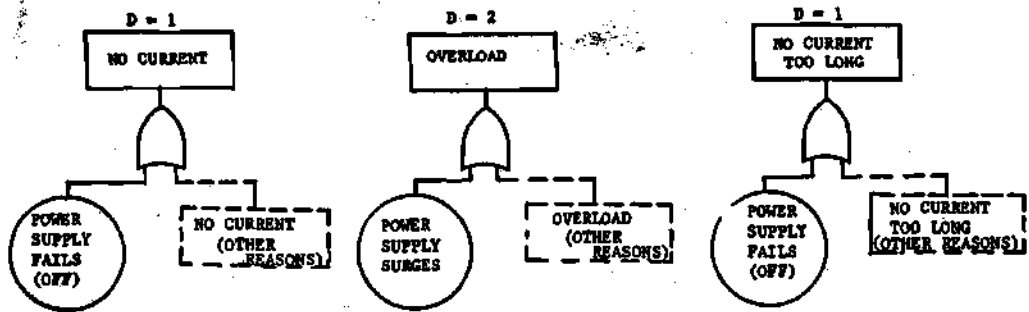 D = 1
NO CURRENT
POWER
SUPPLY
FAILS
(OFF)
NO CURRENT
(OTHER
REASONS)
D = 2
OVERLOAD
POWER
SUPPLY
SURGES
OVERLOAD
(OTHER
REASONS)
D = 1
NO CURRENT
TOO LONG
POWER
SUPPLY
FAILS
(OFF)
NO CURRENT
TOO LONG
(OTHER REASONS)